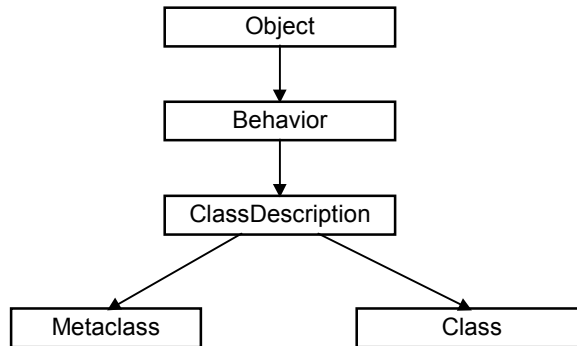 Object
Behavior
ClassDescription
Metaclass
Class